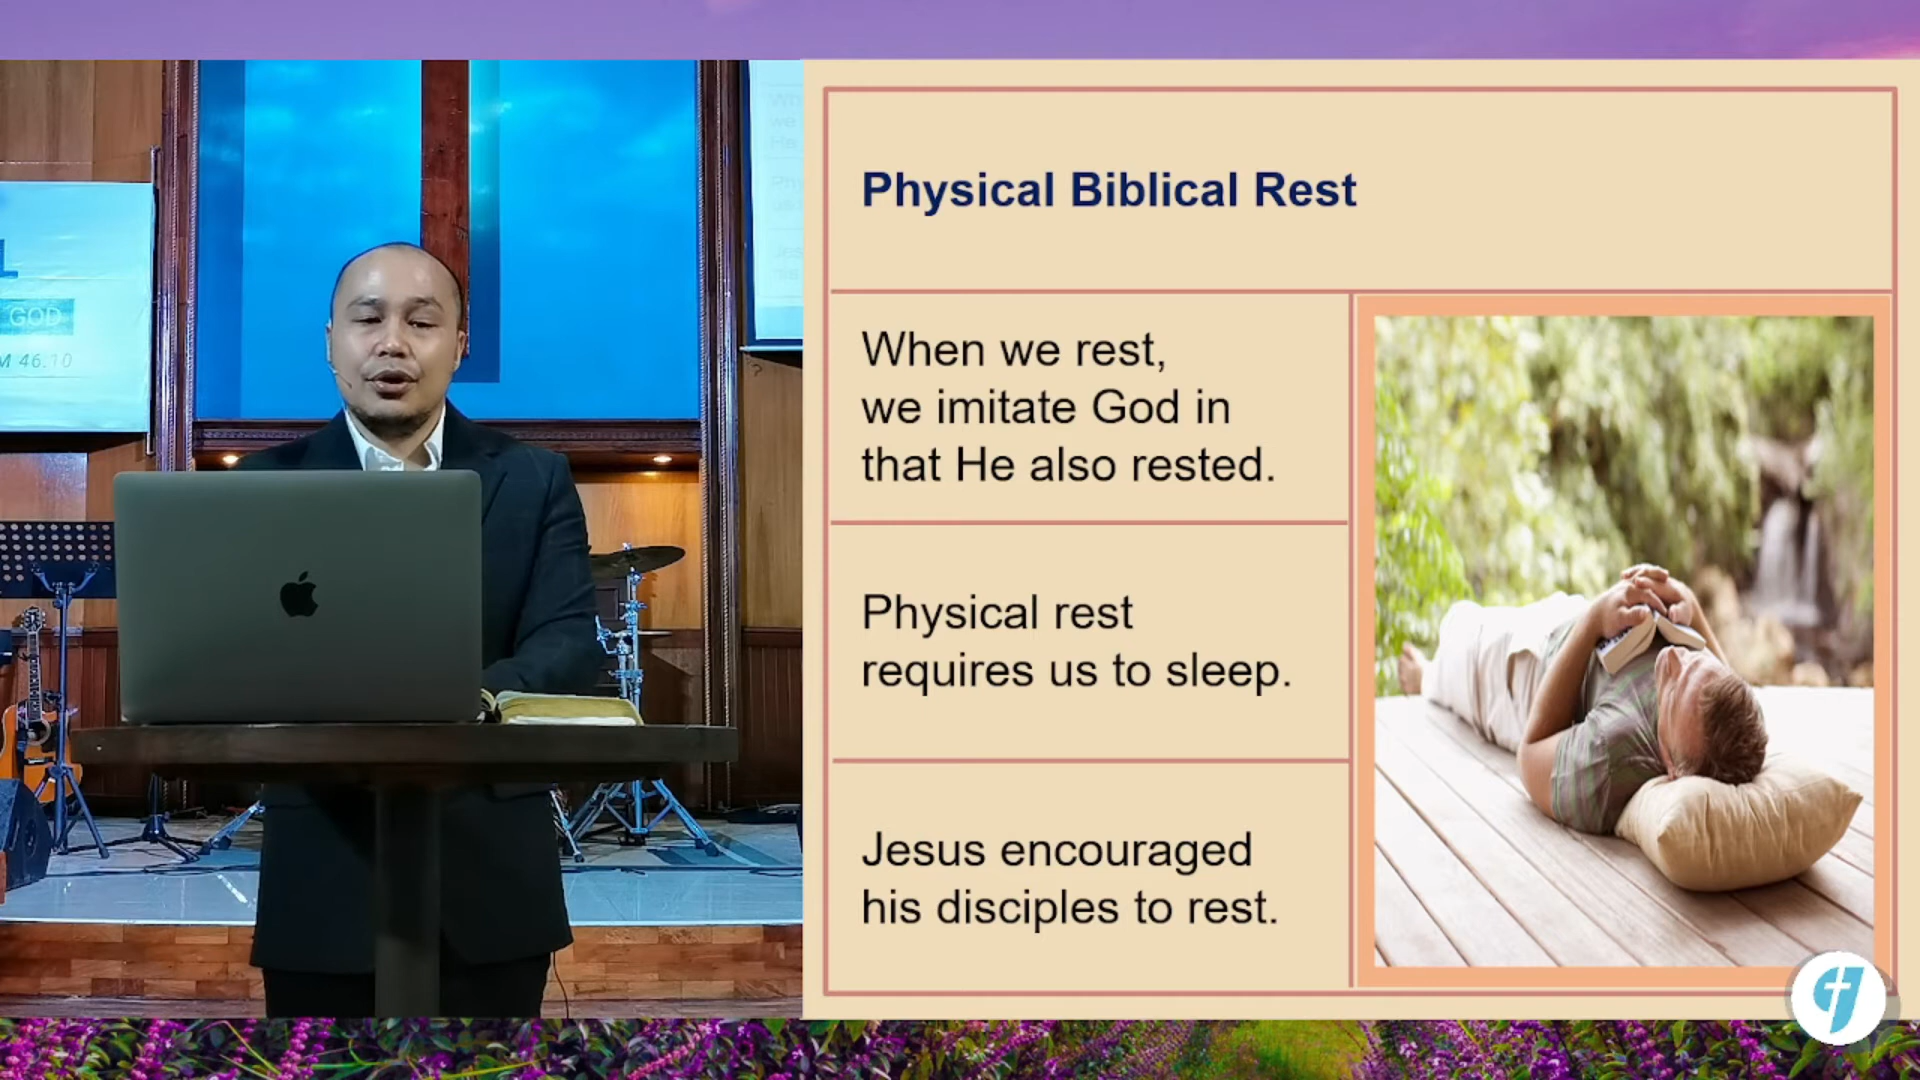 L
GOD
M 46:10
Physical Biblical Rest
When we rest,
we imitate God in
that He also rested.
Physical rest
requires us to sleep.
Jesus encouraged
his disciples to rest.